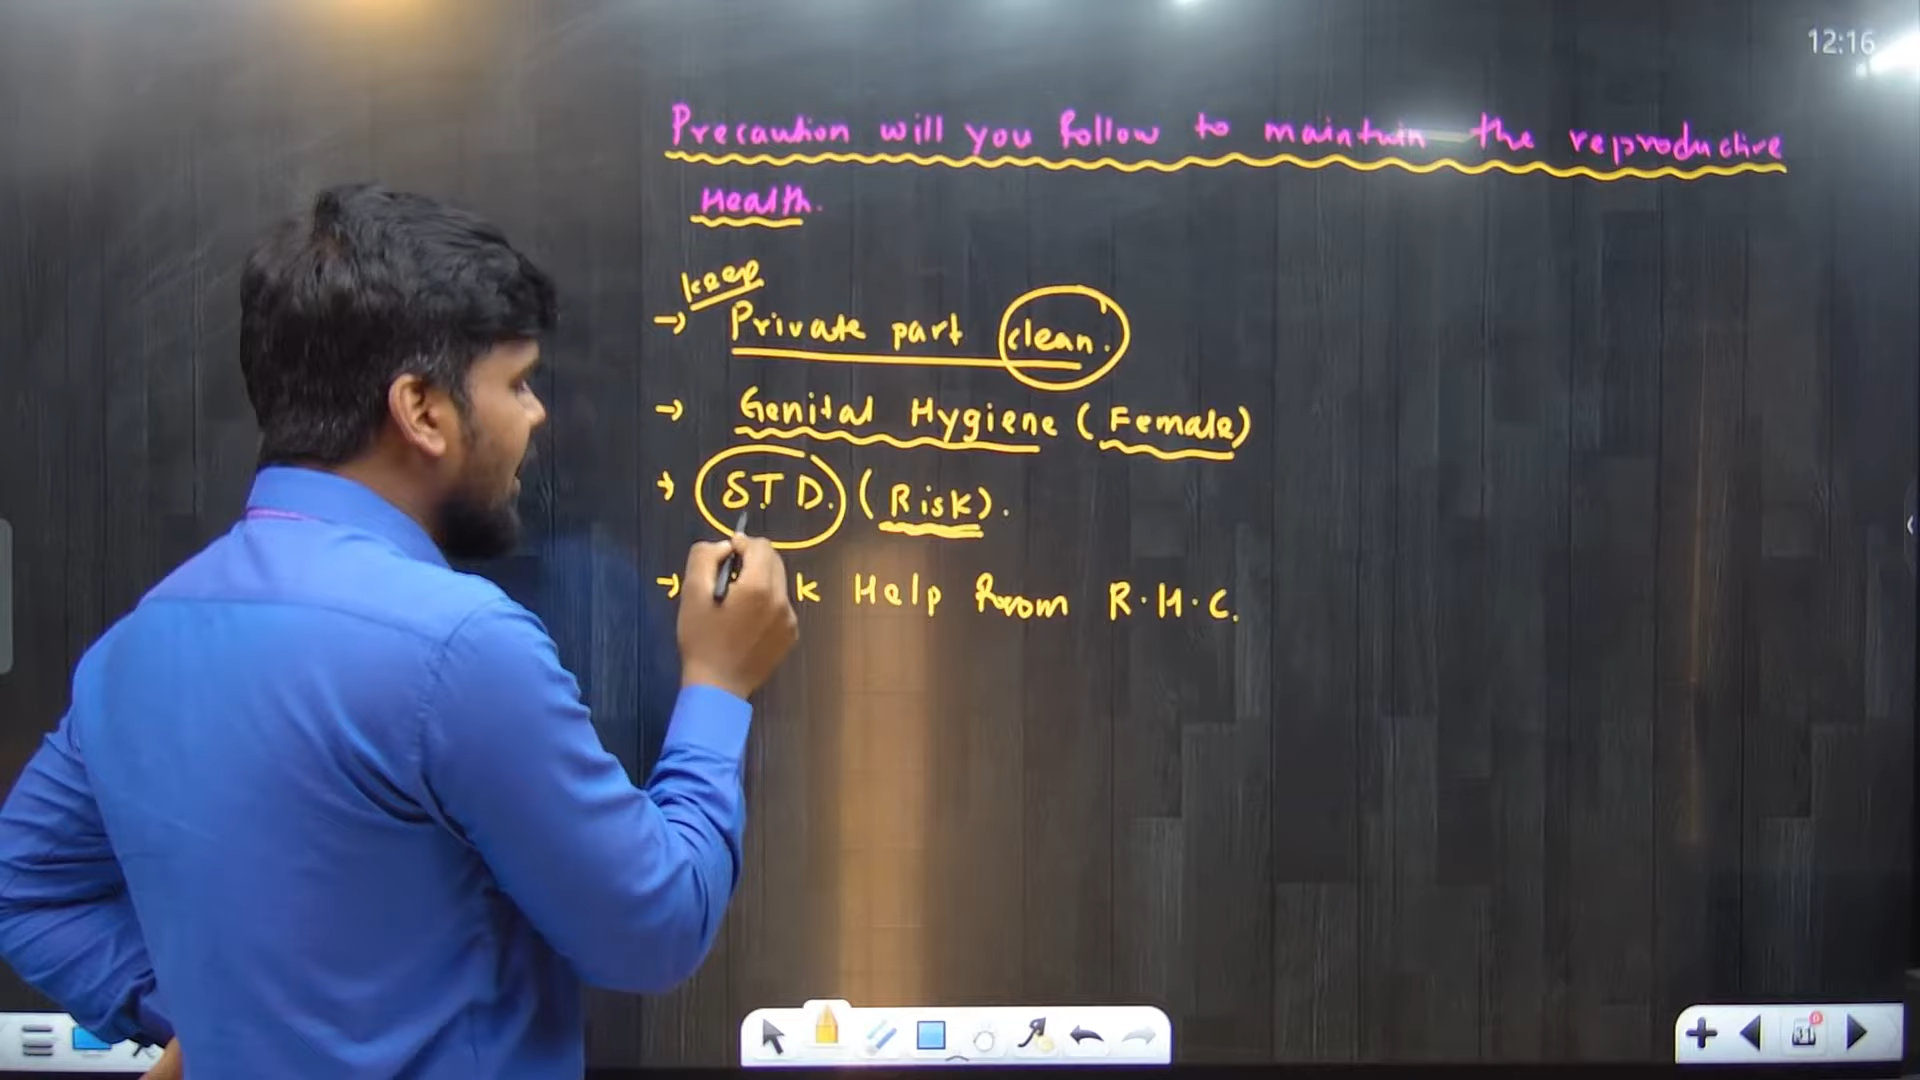 12:16
Precaution will you follow to maintain the reproductive
Health.
keep
→ Private part clean.
→ Genital Hygiene (Female)
→ STD. (Risk).
→ Help From R.H.C.
31